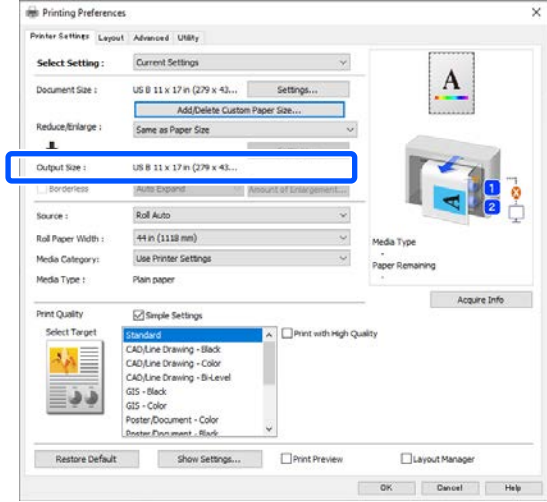 Printing Preferences
Printer Settings Layout Advanced Utility
Select Setting : Current Settings
Document Size : US B 11 x 17 in (279 x 43... Settings...
Add/Delete Custom Paper Size...
Reduce/Enlarge : Same as Paper Size
Output Size : US B 11 x 17 in (279 x 43...
Borderless Auto Expand Amount of Enlargement...
Source : Roll Auto
Roll Paper Width : 44 in (1118 mm)
Media Category: Use Printer Settings
Media Type : Plain paper
A
A
1
2
Media Type
-
Paper Remaining
-
Acquire Info
Print Quality Simple Settings
Select Target
Standard
CAD/Line Drawing - Black
CAD/Line Drawing - Color
CAD/Line Drawing - Bi-Level
GIS - Black
GIS - Color
Poster/Document - Color
Poster/Document - Black
Print with High Quality
Restore Default Show Settings... Print Preview Layout Manager
OK Cancel Help